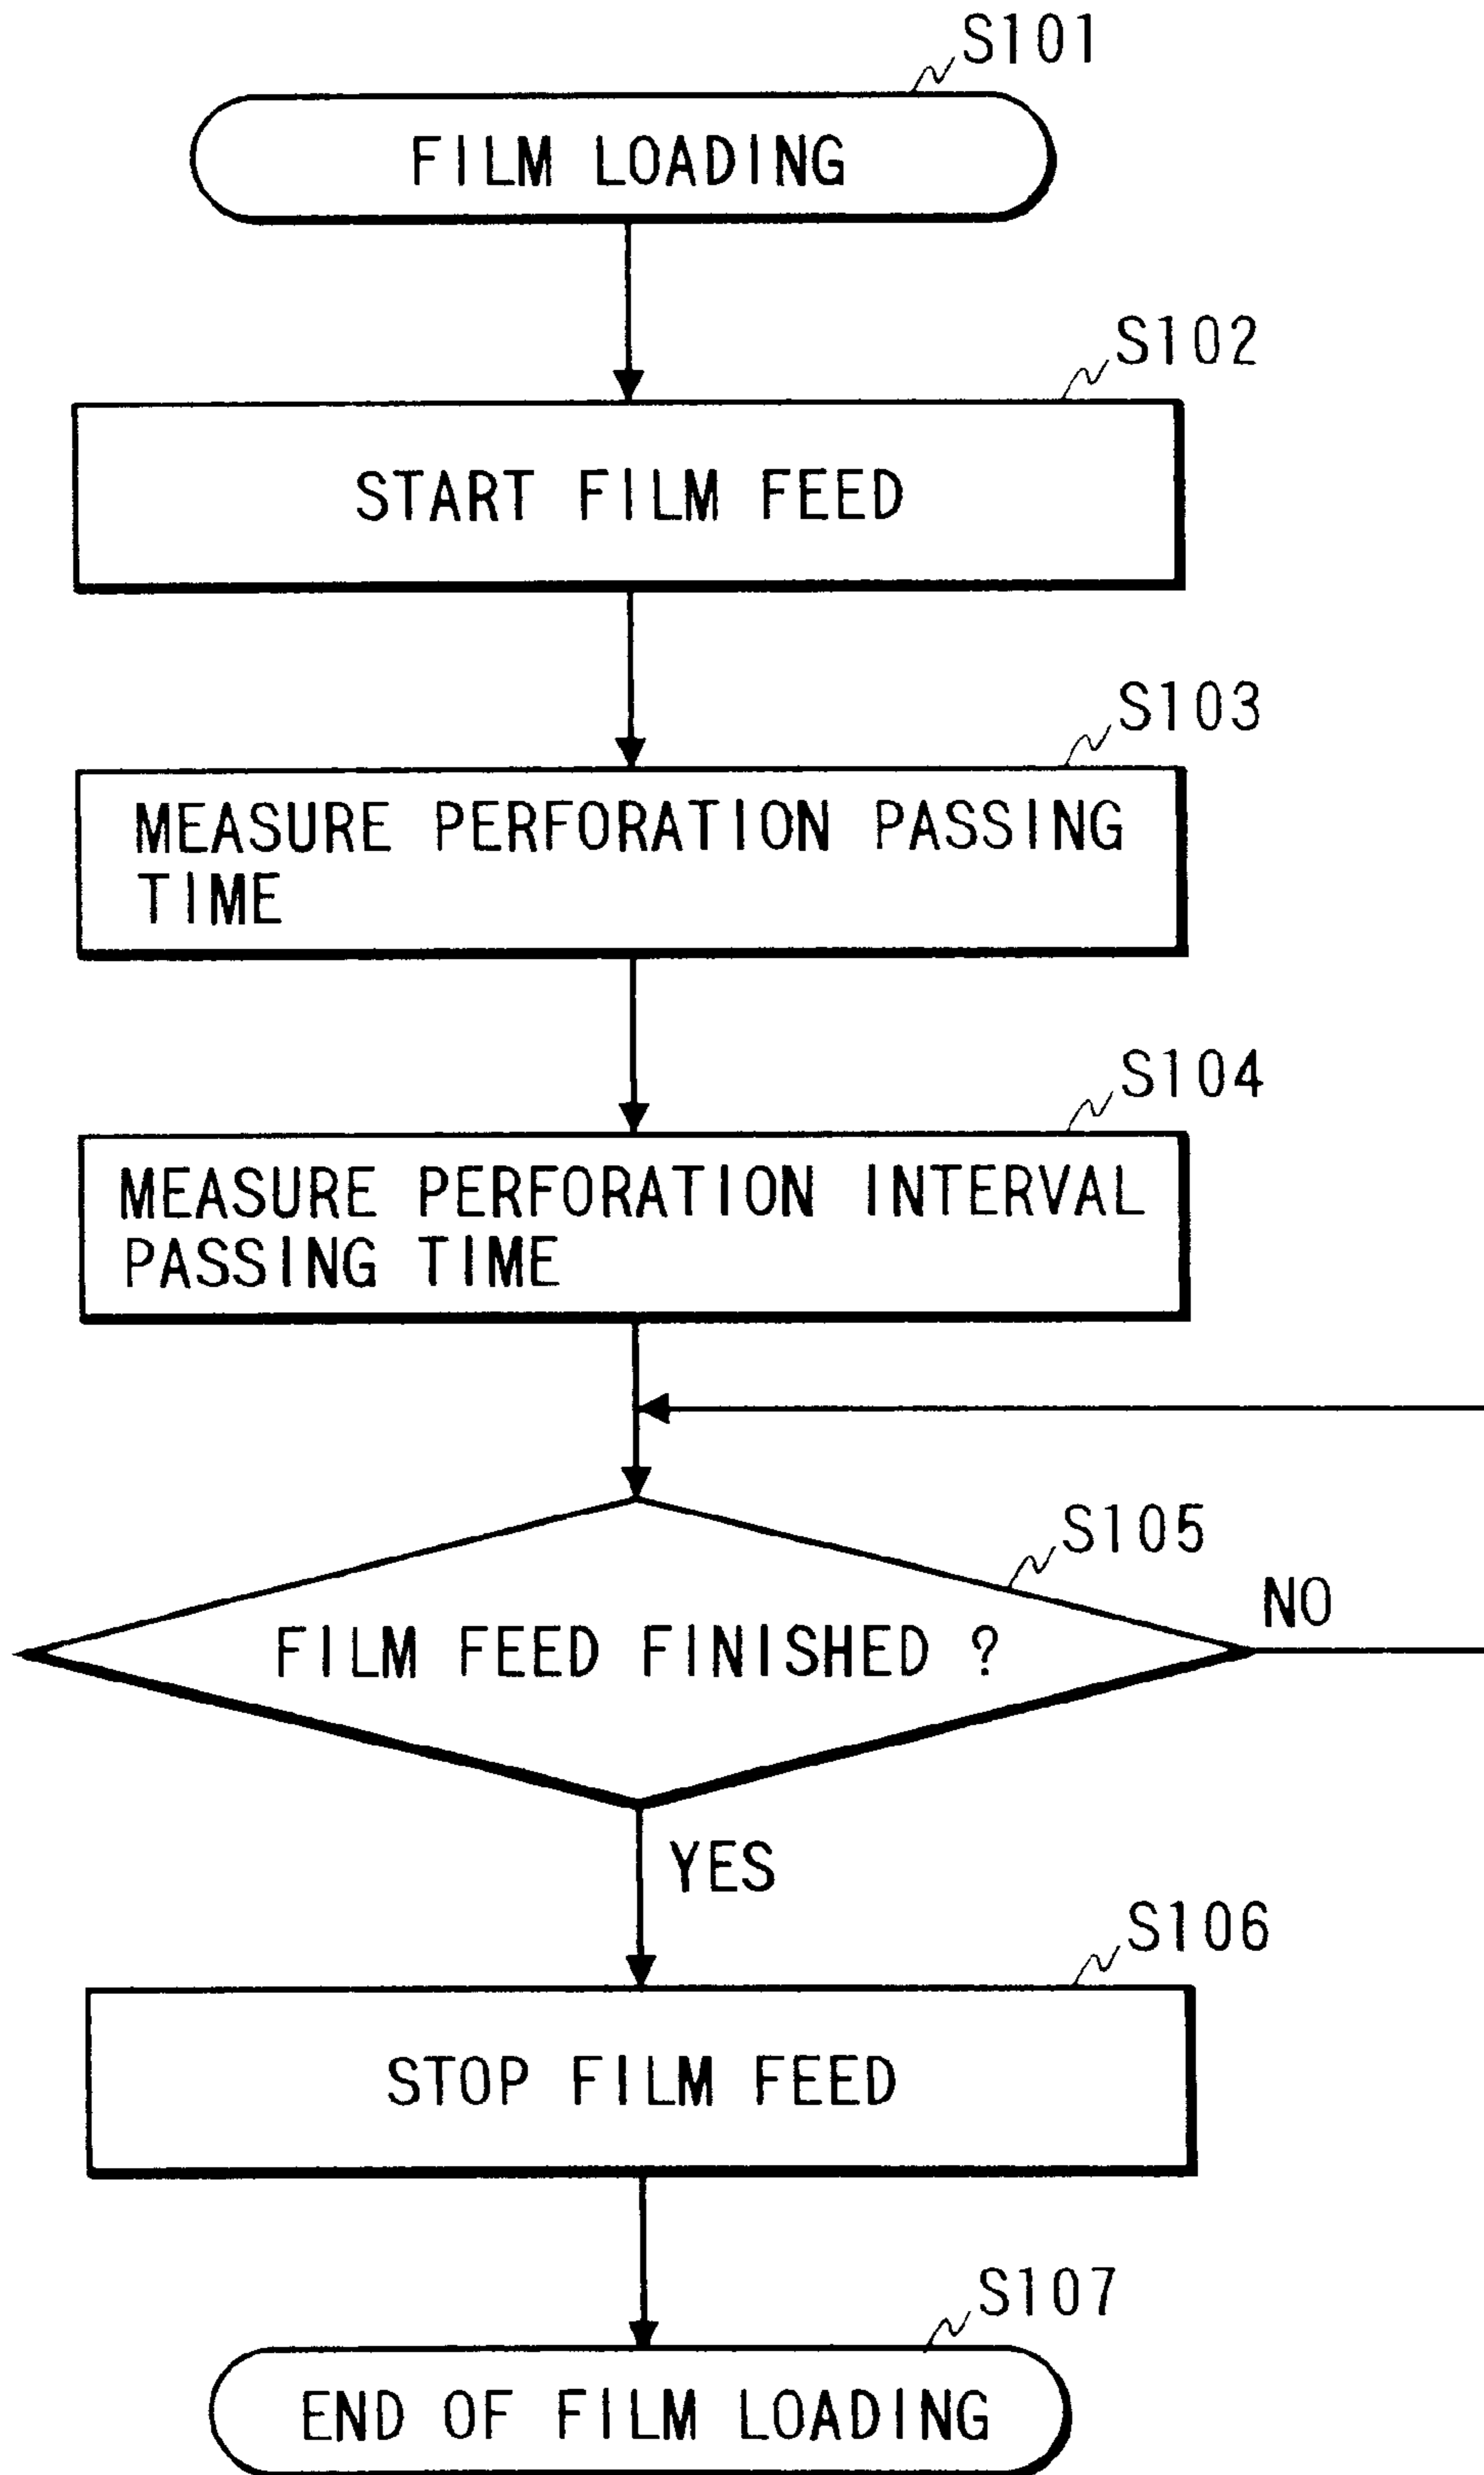 S101
FILM LOADING
S102
START FILM FEED
S103
MEASURE PERFORATION PASSING
TIME
S104
MEASURE PERFORATION INTERVAL
PASSING TIME
S105
FILM FEED FINISHED ?
NO
YES
S106
STOP FILM FEED
S107
END OF FILM LOADING